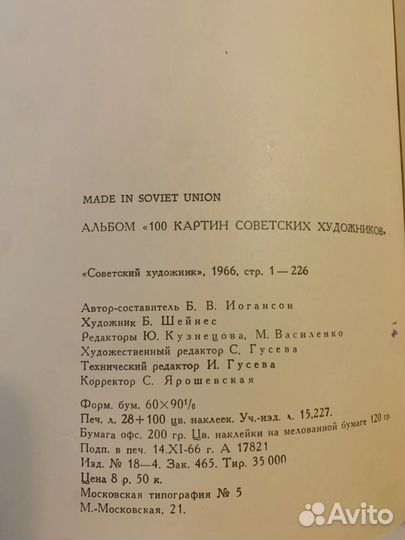 MADE IN SOVIET UNION
АЛЬБОМ «100 КАРТИН СОВЕТСКИХ ХУДОЖНИКОВ»
«Советский художник», 1966, стр. 1 — 226
Автор-составитель Б. В. Иогансон
Художник Б. Шейнес
Редакторы Ю. Кузнецова, М. Василенко
Художественный редактор С. Гусева
Технический редактор И. Гусева
Корректор С. Ярошевская
Форм. бум. 60×90 1/6
Печ. л. 28+100 цв. наклеек. Уч.-изд. л. 15,227.
Бумага офс. 200 гр. Цв. наклейки на мелованной бумаге 120 гр.
Подп. в печ. 14.XI-66 г. А 17821
Изд. № 18—4. Зак. 465. Тир. 35 000
Цена 8 р. 50 к.
Московская типография № 5
М.-Московская, 21.
Avito